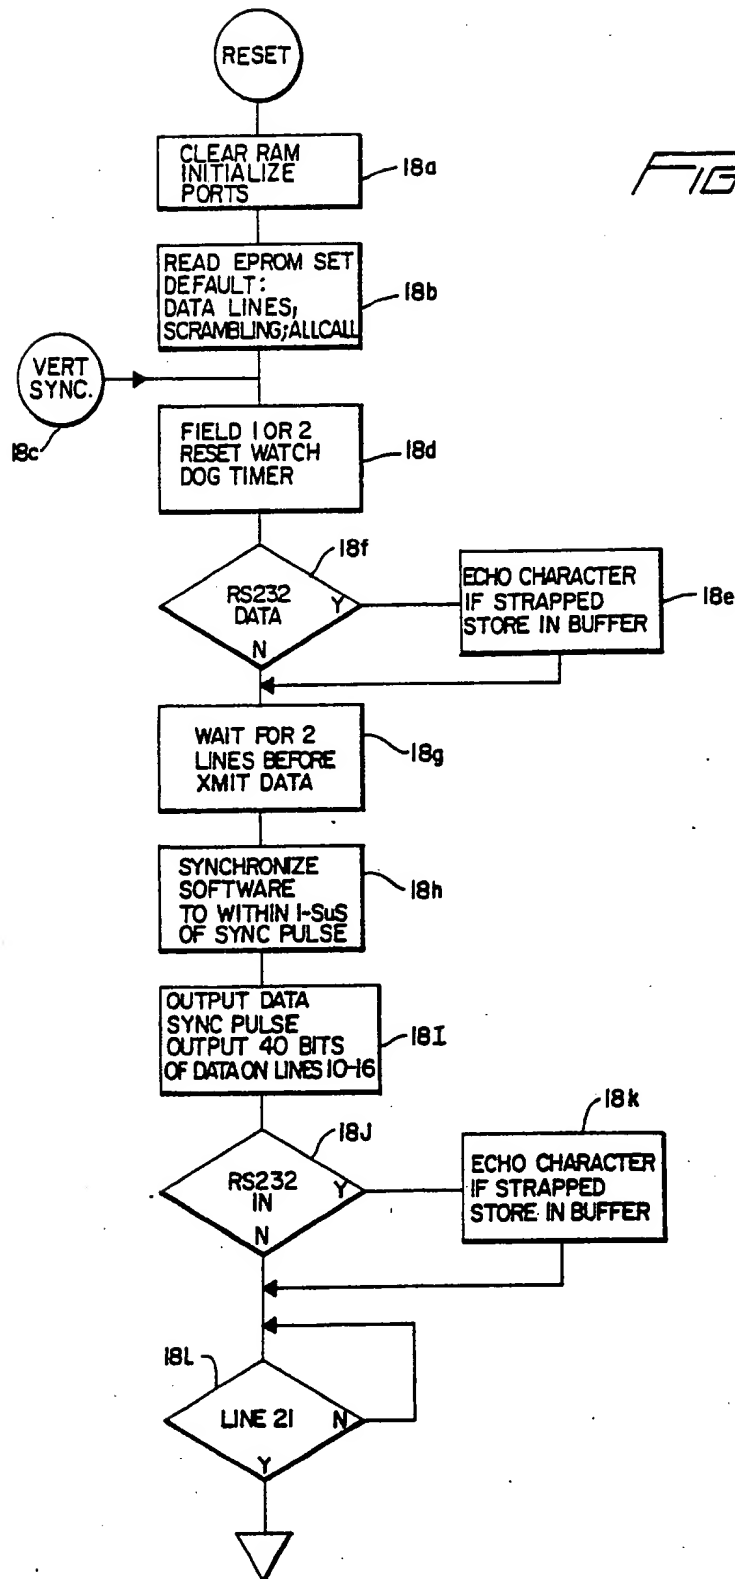 RESET
CLEAR RAM
INITIALIZE
PORTS
18a
FIG
READ EPROM SET
DEFAULT:
DATA LINES,
SCRAMBLING;ALLCALL
18b
VERT
SYNC.
18c
FIELD 1 OR 2
RESET WATCH
DOG TIMER
18d
18f
RS232
DATA
Y
N
ECHO CHARACTER
IF STRAPPED
STORE IN BUFFER
18e
WAIT FOR 2
LINES BEFORE
XMIT DATA
18g
SYNCHRONIZE
SOFTWARE
TO WITHIN 1-SuS
OF SYNC PULSE
18h
OUTPUT DATA
SYNC PULSE
OUTPUT 40 BITS
OF DATA ON LINES 10-16
18I
18J
RS232
IN
Y
N
18k
ECHO CHARACTER
IF STRAPPED
STORE IN BUFFER
18L
LINE 21
N
Y